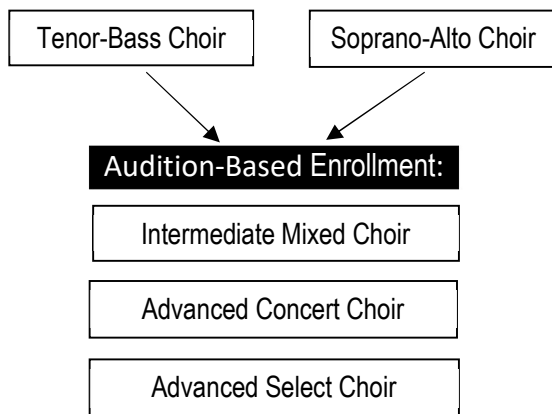 Tenor-Bass Choir
Soprano-Alto Choir
Audition-Based Enrollment:
Intermediate Mixed Choir
Advanced Concert Choir
Advanced Select Choir